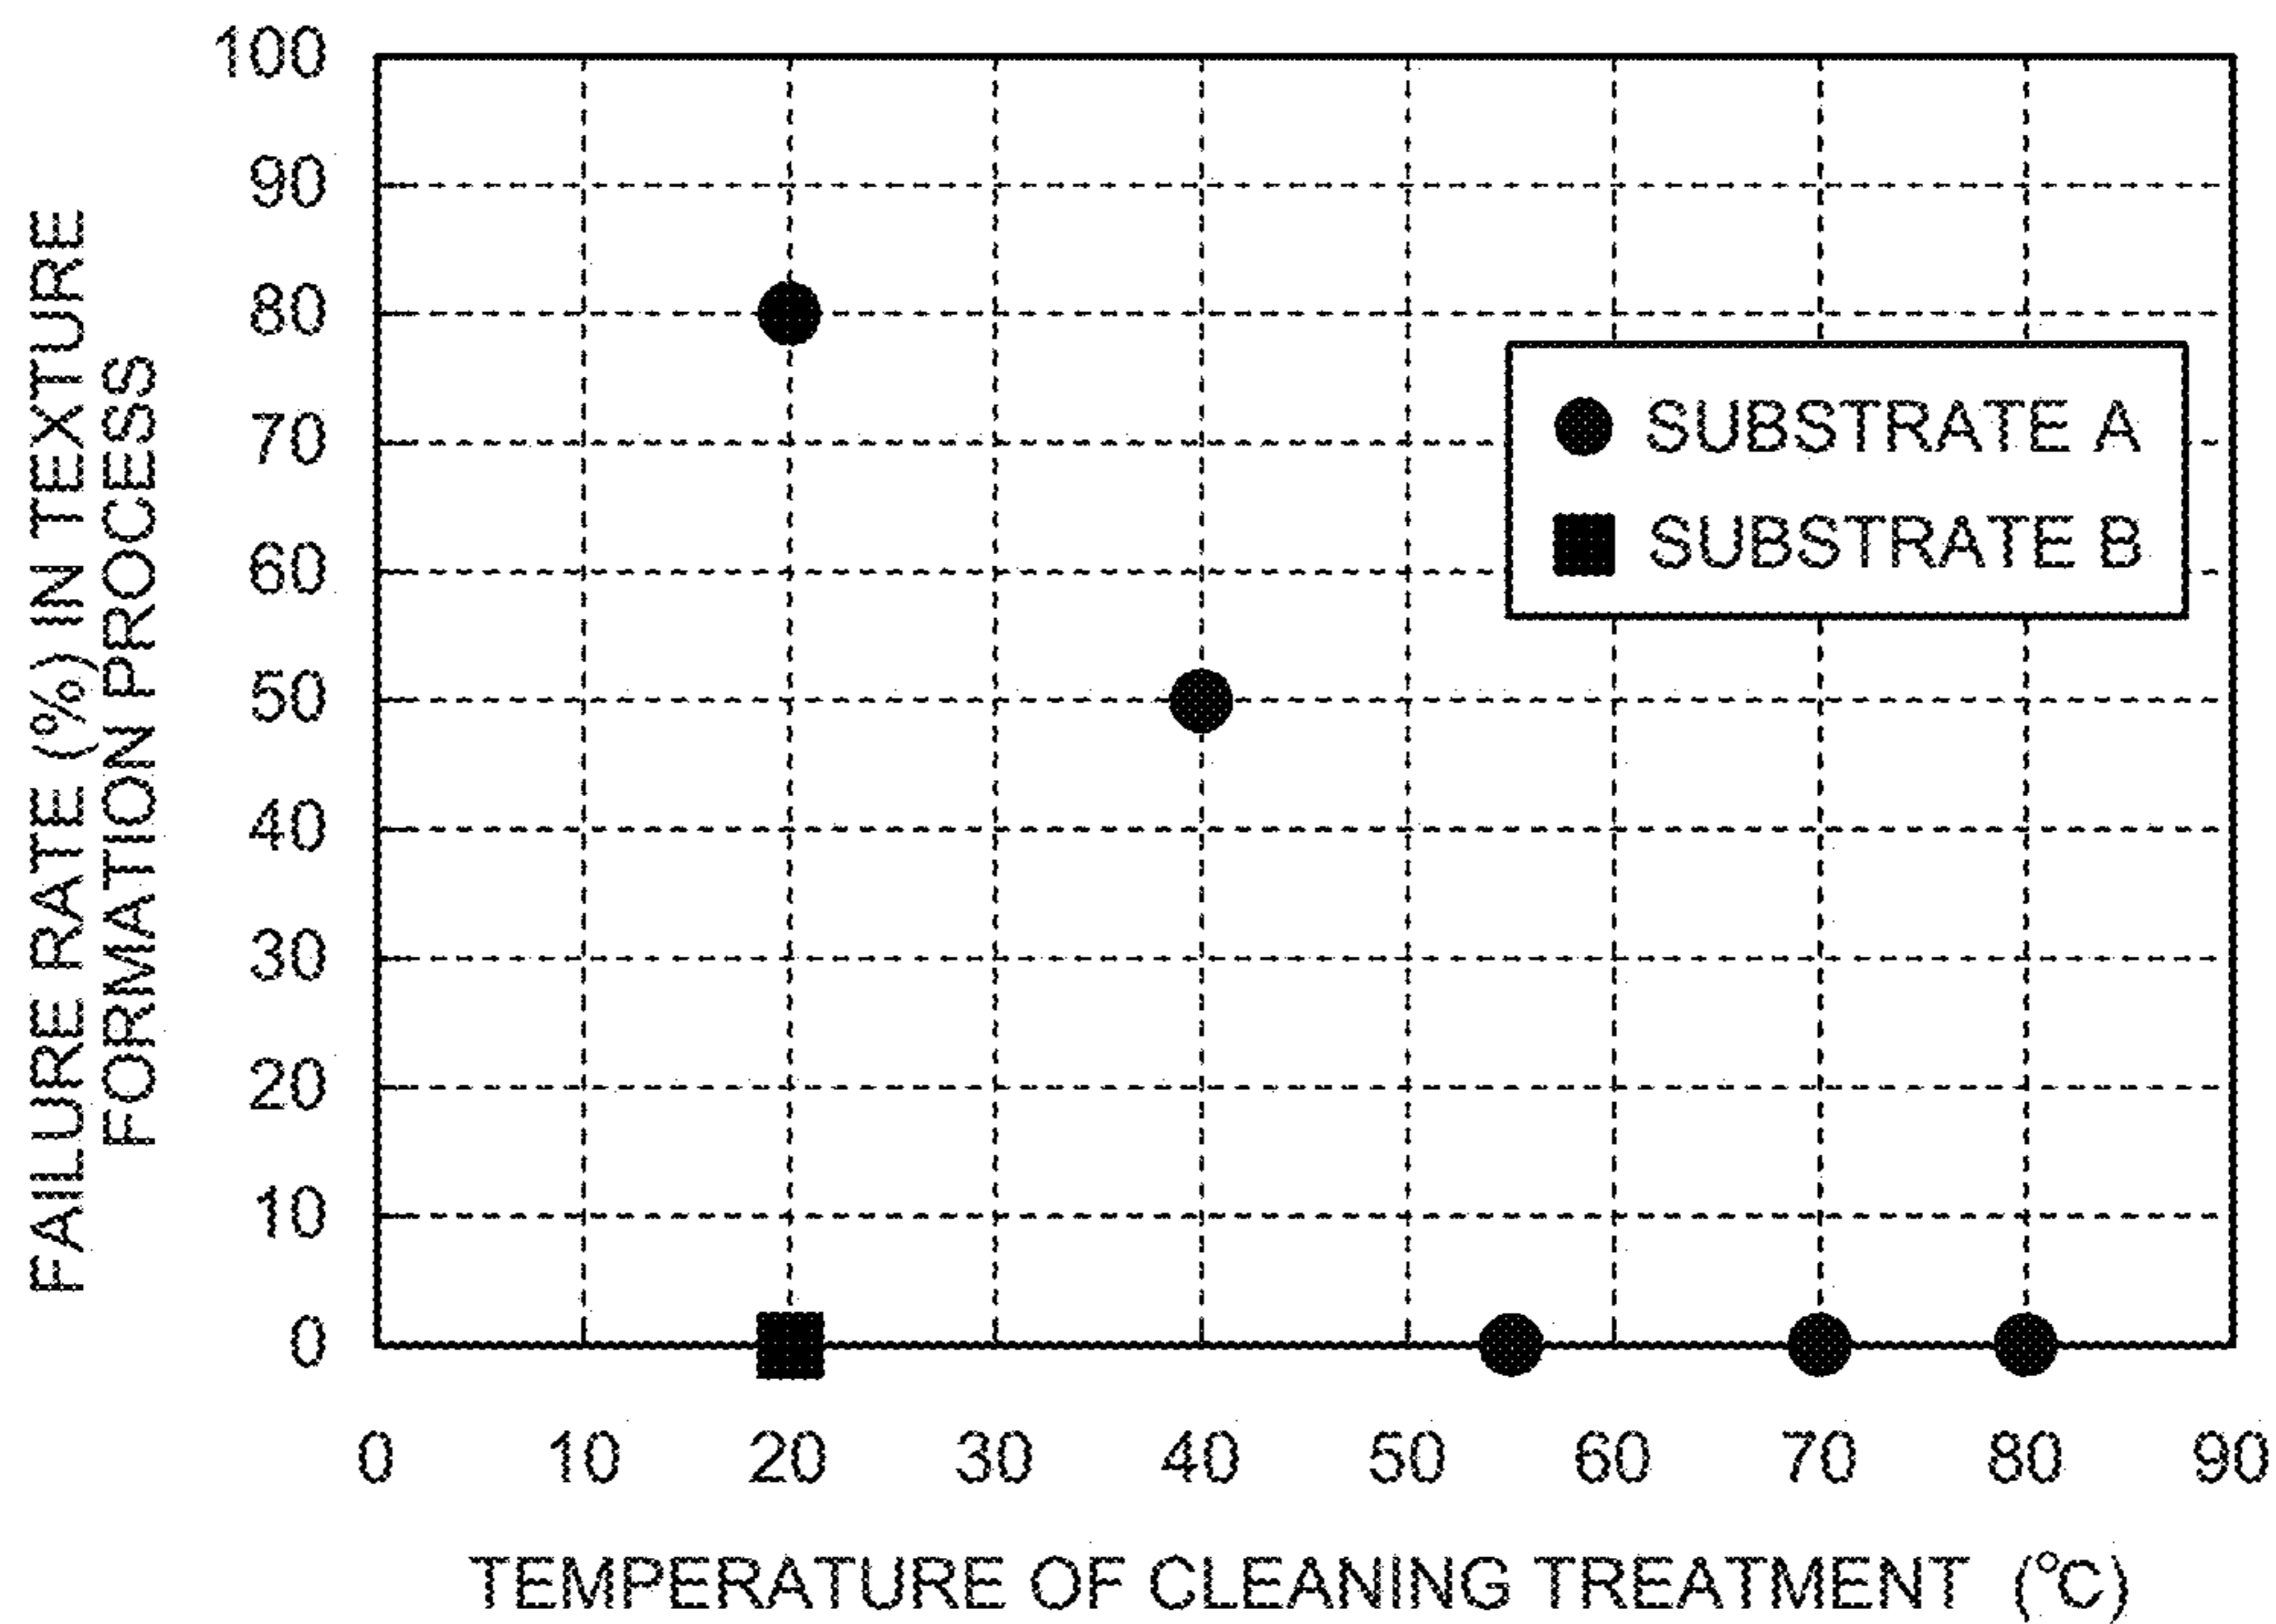 FAILURE RATE (%) IN TEXTURE
FORMATION PROCESS
100
90
80
70
60
50
40
30
20
10
0
SUBSTRATE A
SUBSTRATE B
0 10 20 30 40 50 60 70 80 90
TEMPERATURE OF CLEANING TREATMENT (°C)